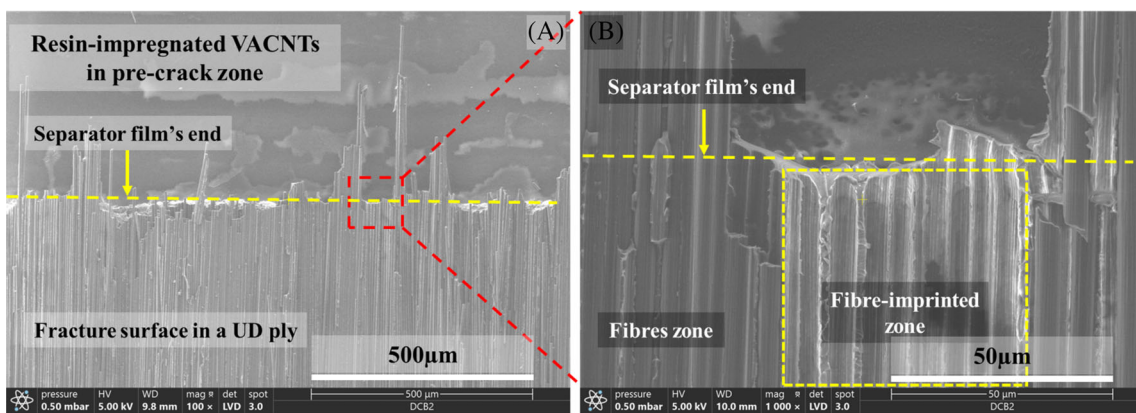 Resin-impregnated VACNTs
in pre-crack zone
(A)
Separator film's end
Fracture surface in a UD ply
500µm
pressure HV WD mag det spot
0.50 mbar 5.00 kV 9.8 mm 100 × LVD 3.0
500 µm
DCB2
(B)
Separator film's end
Fibre-imprinted
zone
Fibres zone
50µm
pressure HV WD mag det spot
0.50 mbar 5.00 kV 10.0 mm 1 000 × LVD 3.0
50 µm
DCB2